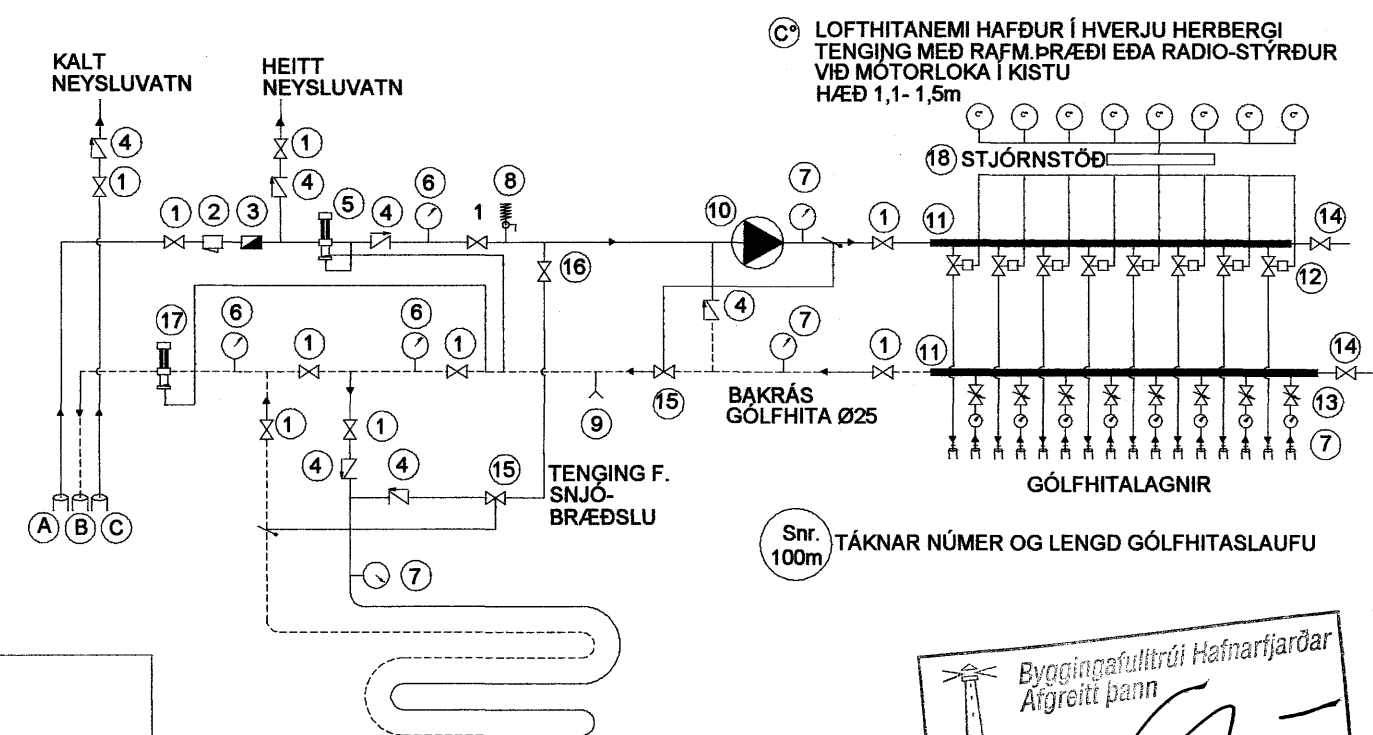 C° LOFTHITANEMI HAFÐUR Í HVERJU HERBERGI
TENGING MEÐ RAFM.ÞRÆÐI EÐA RADIO-STÝRÐUR
VIÐ MÓTORLOKA Í KISTU
HÆÐ 1,1- 1,5m
KALT
NEYSLUVATN
HEITT
NEYSLUVATN
C C C C C C C C
4 1
1 4
18 STJÓRNSTÖÐ
1 2 3 5 4 6 1 8
10 7 1 11 14
16 12
17 6 1 6 1
4 7 1 11 14
15 13
9
BAKRÁS
GÓLFHITA Ø25
1 1
7
4 4 15
TENGING F.
SNJÓ-
BRÆÐSLU
GÓLFHITALAGNIR
A B C
Snr.
100m
TÁKNAR NÚMER OG LENGD GÓLFHITASLAUFU
7
Byggingafulltrúi Hafnarfjarðar
Afgreitt þann